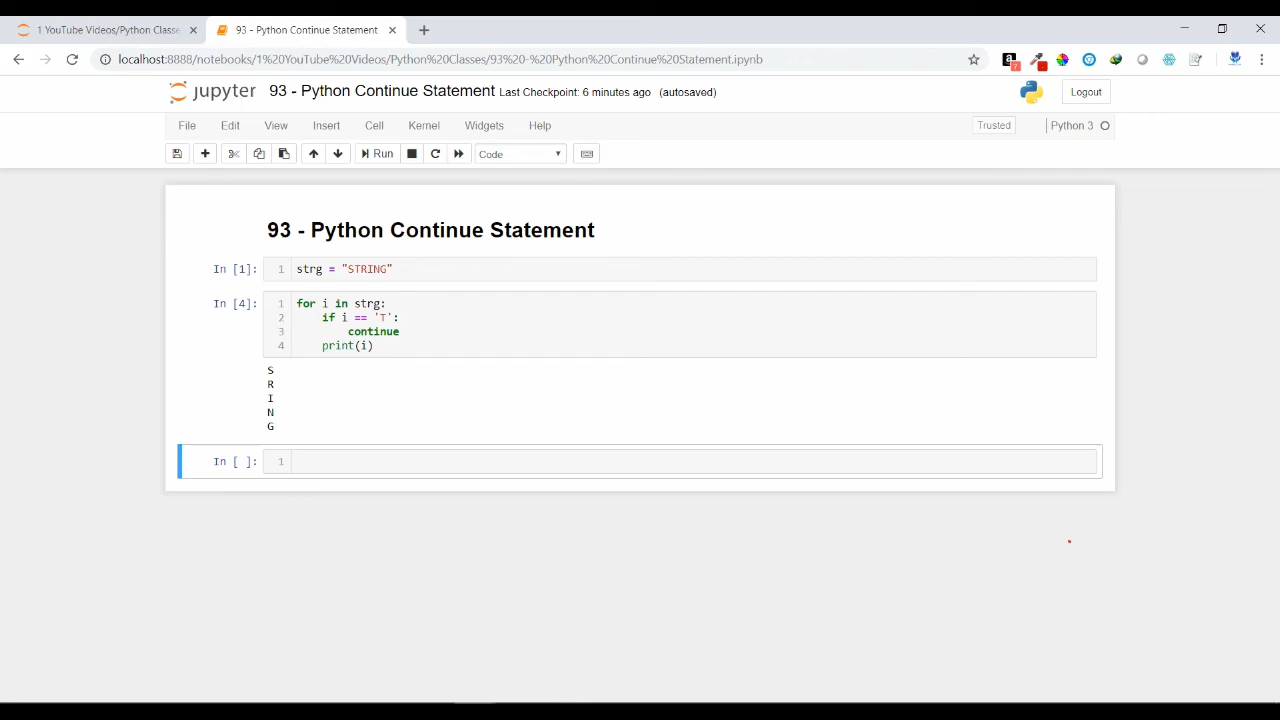 1 YouTube Videos/Python Classe
93 - Python Continue Statement
localhost:8888/notebooks/1%20YouTube%20Videos/Python%20Classes/93%20-%20Python%20Continue%20Statement.ipynb
jupyter 93 - Python Continue Statement Last Checkpoint: 6 minutes ago (autosaved)
Logout
File Edit View Insert Cell Kernel Widgets Help
Trusted
Python 3
Run
Code
93 - Python Continue Statement
In [1]: 1 strg = "STRING"
In [4]: 1 for i in strg:
2 if i == 'T':
3 continue
4 print(i)
S
R
I
N
G
In [ ]: 1